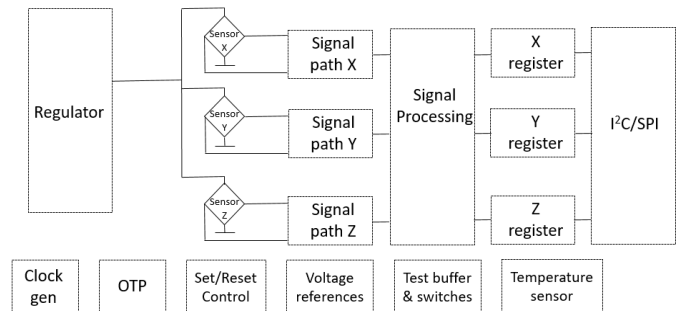 Regulator
Sensor
X
Signal
path X
Sensor
Y
Signal
path Y
Sensor
Z
Signal
path Z
Signal
Processing
X
register
Y
register
Z
register
I²C/SPI
Clock
gen
OTP
Set/Reset
Control
Voltage
references
Test buffer
& switches
Temperature
sensor